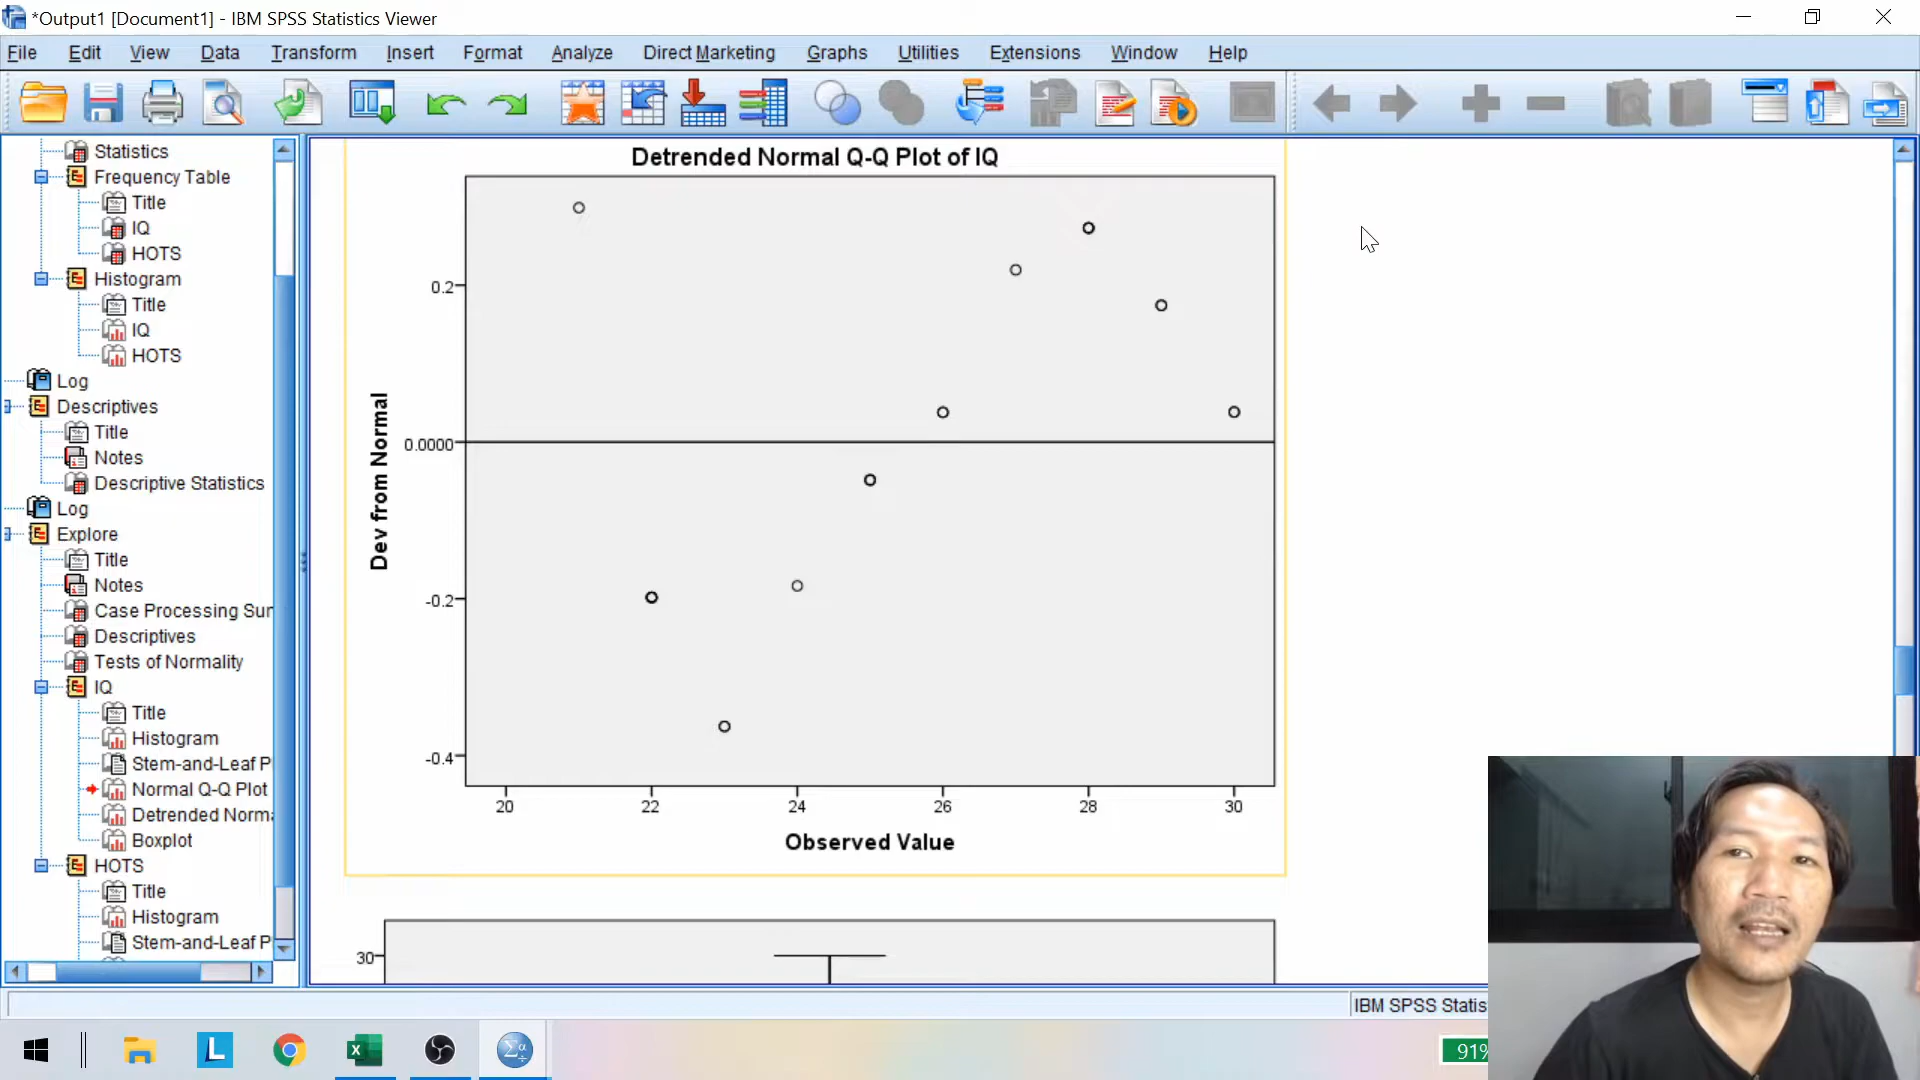 *Output1 [Document1] - IBM SPSS Statistics Viewer
File Edit View Data Transform Insert Format Analyze Direct Marketing Graphs Utilities Extensions Window Help
Statistics
Frequency Table
Title
IQ
HOTS
Histogram
Title
IQ
HOTS
Log
Descriptives
Title
Notes
Descriptive Statistics
Log
Explore
Title
Notes
Case Processing Sur
Descriptives
Tests of Normality
IQ
Title
Histogram
Stem-and-Leaf P
Normal Q-Q Plot
Detrended Norma
Boxplot
HOTS
Title
Histogram
Stem-and-Leaf P
Detrended Normal Q-Q Plot of IQ
Dev from Normal
0.2
0.0000
-0.2
-0.4
20 22 24 26 28 30
Observed Value
30
IBM SPSS Statis
91%